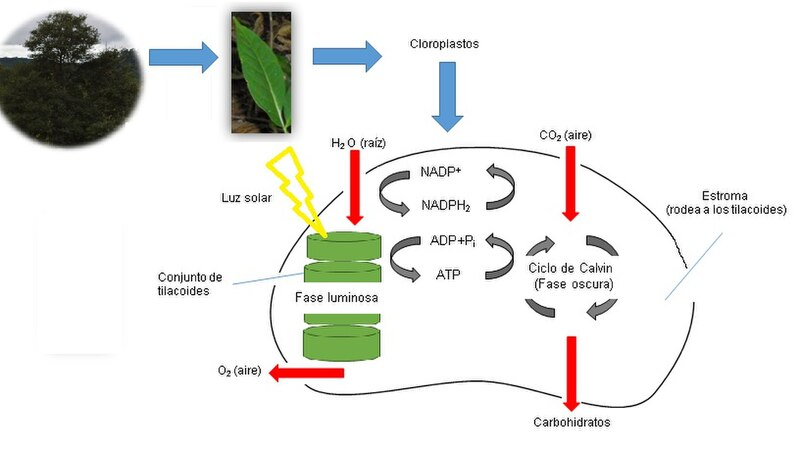 Cloroplastos
H₂O (raíz)
CO₂ (aire)
Luz solar
NADP⁺
NADPH₂
Estroma
(rodea a los tilacoides)
ADP+Pᵢ
ATP
Ciclo de Calvin
(Fase oscura)
Conjunto de
tilacoides
Fase luminosa
O₂ (aire)
Carbohidratos